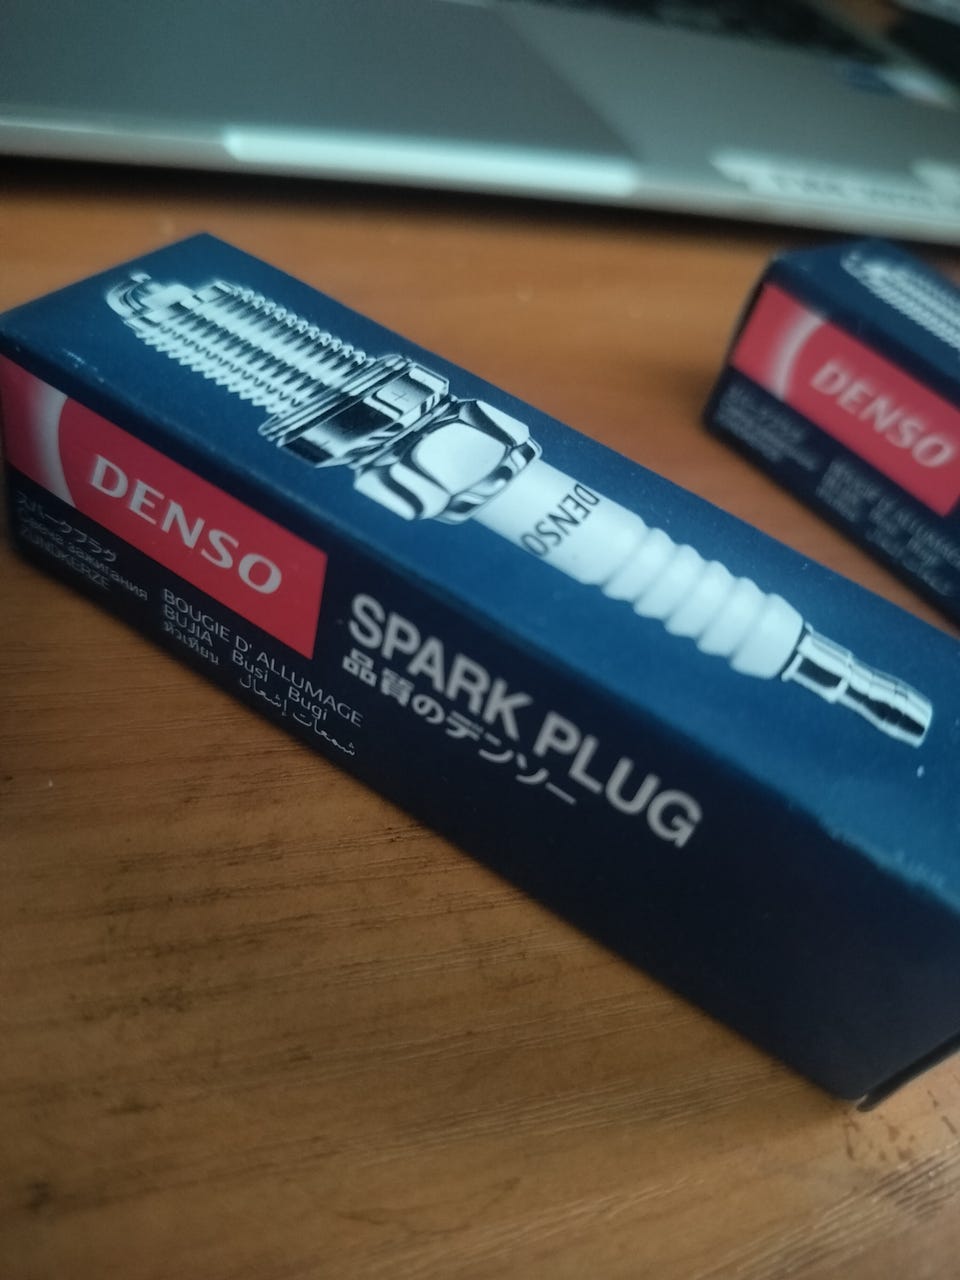 DENSO
DENSO
スパークプラグ
Свеча зажигания
ZÜNDKERZE
BOUGIE D' ALLUMAGE
BUJIA Busi Bugi
หัวเทียน شمعات إشعال
SPARK PLUG
品質のデンソー
DENSO